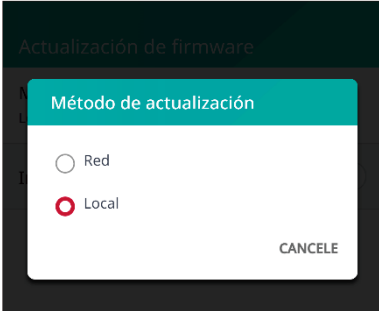 Actualización de firmware
Método de actualización
Red
Local
CANCELE